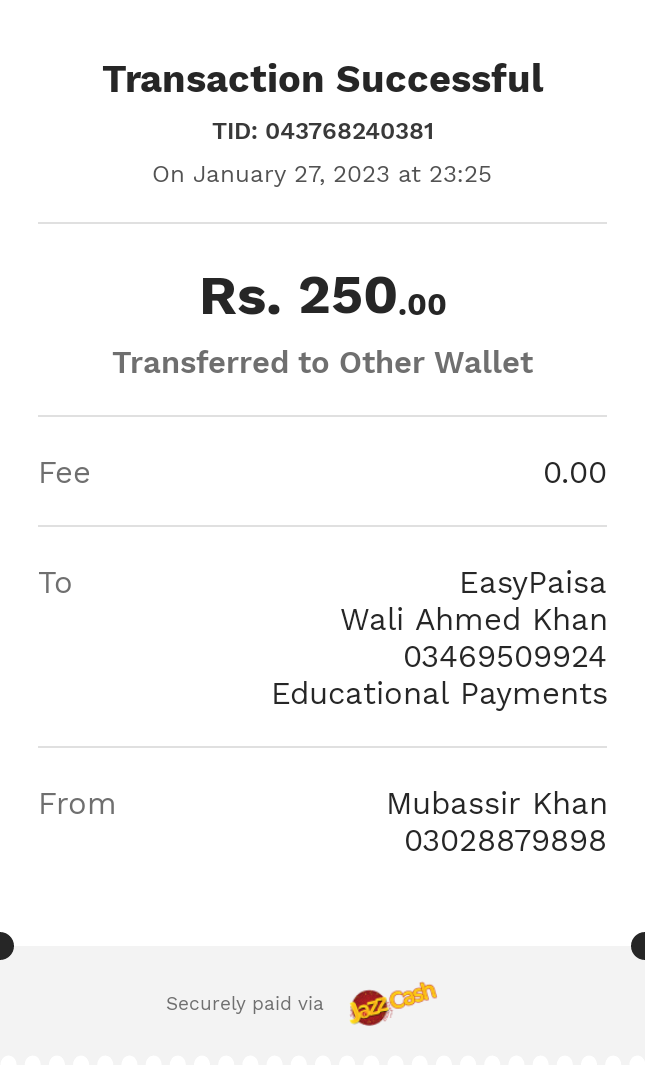 Transaction Successful
TID: 043768240381
On January 27, 2023 at 23:25
Rs. 250.00
Transferred to Other Wallet
Fee 0.00
To EasyPaisa
Wali Ahmed Khan
03469509924
Educational Payments
From Mubassir Khan
03028879898
Securely paid via JazzCash